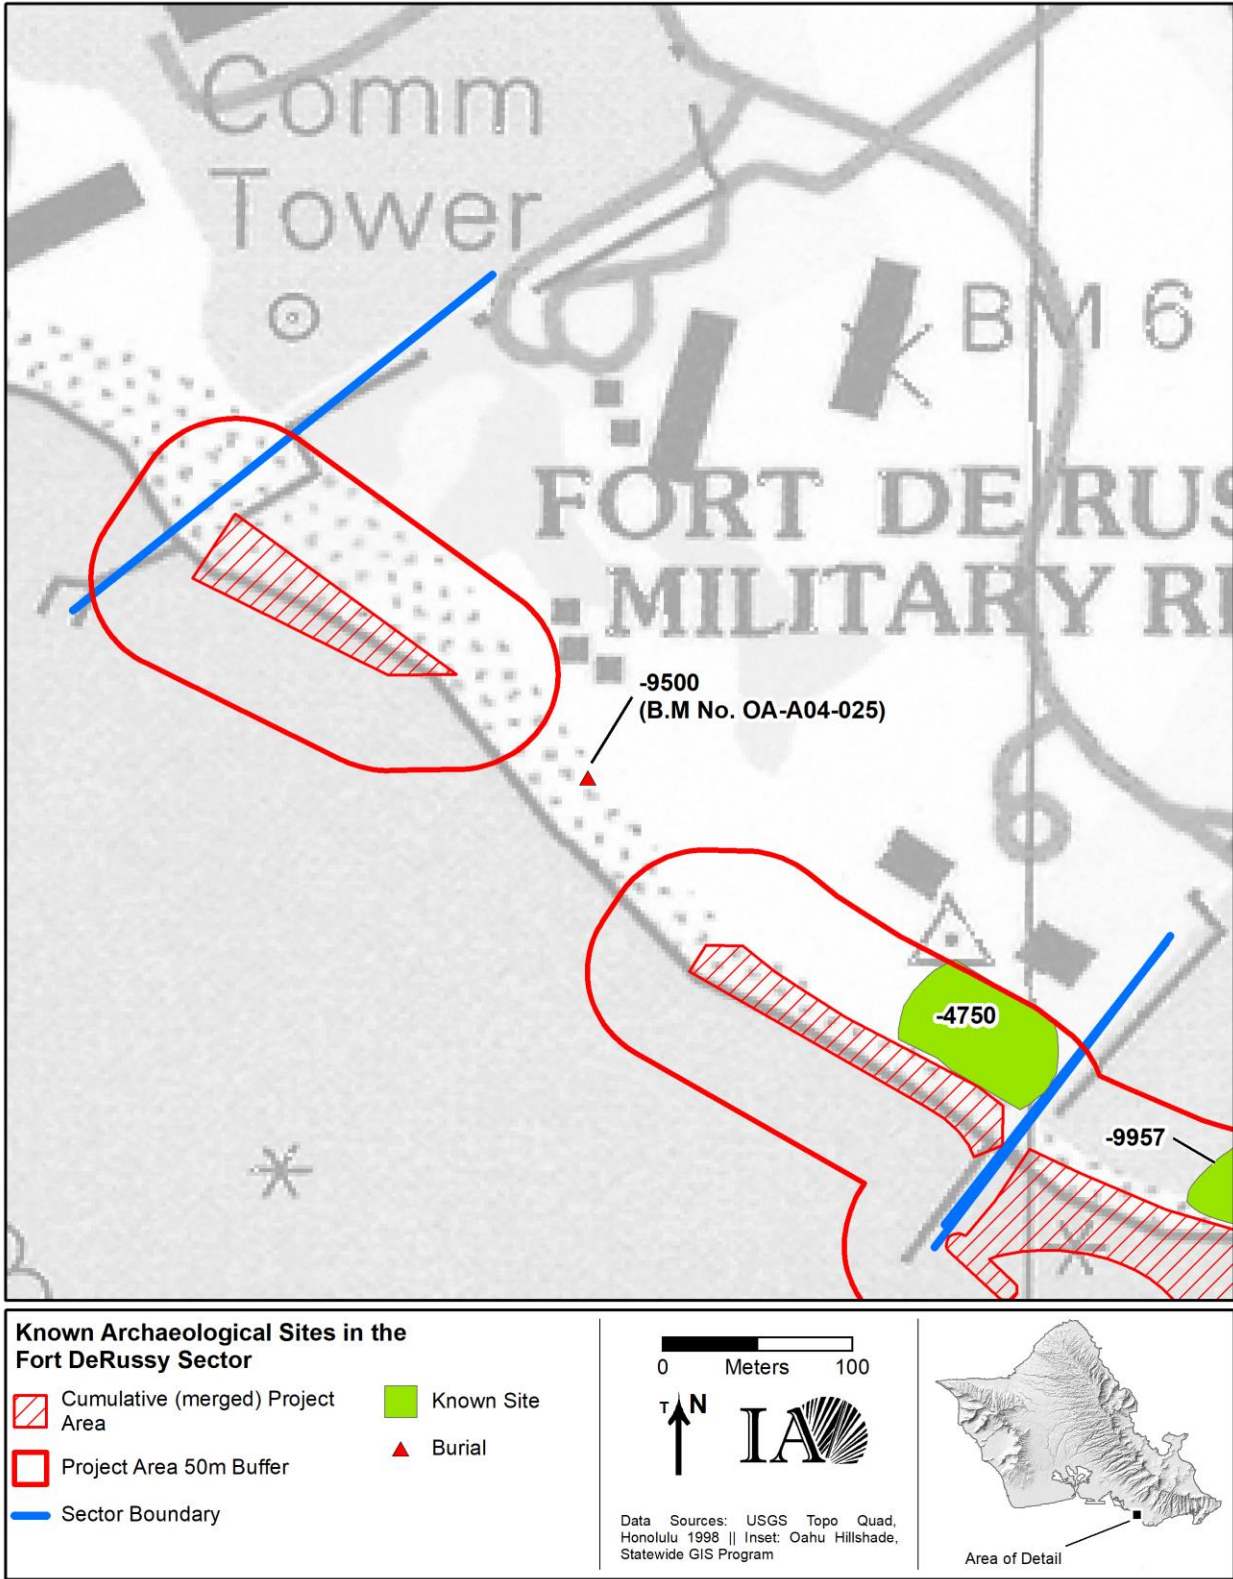 Comm
Tower
BM 6
FORT DE RUS
MILITARY RE
-9500
(B.M No. OA-A04-025)
-4750
-9957
Known Archaeological Sites in the
Fort DeRussy Sector
Cumulative (merged) Project
Area
Project Area 50m Buffer
Sector Boundary
Known Site
Burial
0 Meters 100
T N
IA
Data Sources: USGS Topo Quad,
Honolulu 1998 || Inset: Oahu Hillshade,
Statewide GIS Program
Area of Detail